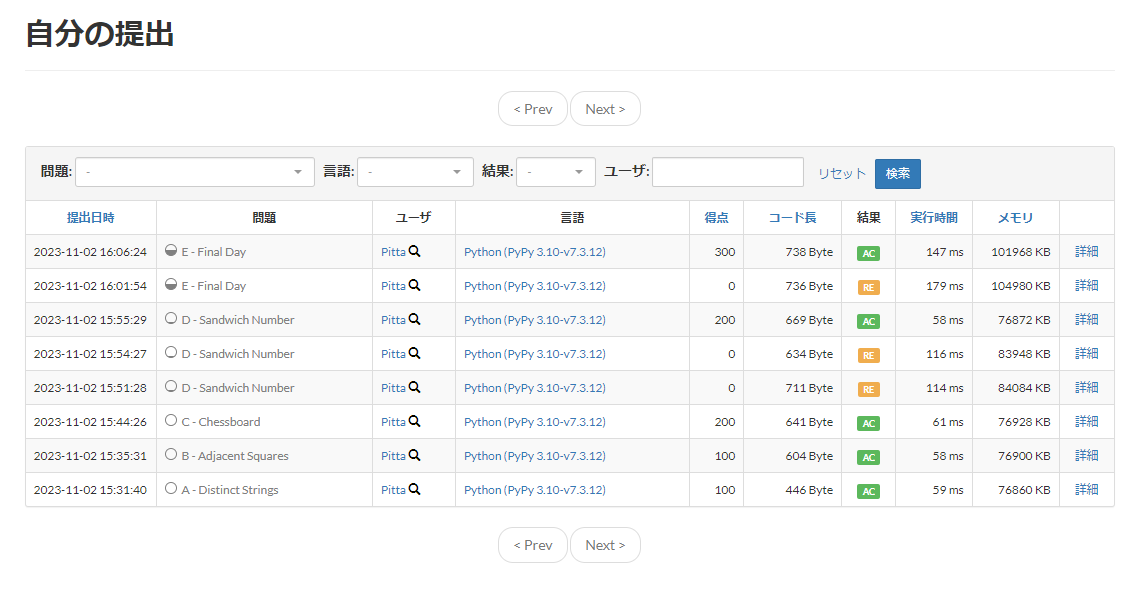 自分の提出
< Prev Next >
問題: - 言語: - 結果: - ユーザ: リセット 検索
提出日時 問題 ユーザ 言語 得点 コード長 結果 実行時間 メモリ
2023-11-02 16:06:24 E - Final Day Pitta Python (PyPy 3.10-v7.3.12) 300 738 Byte AC 147 ms 101968 KB 詳細
2023-11-02 16:01:54 E - Final Day Pitta Python (PyPy 3.10-v7.3.12) 0 736 Byte RE 179 ms 104980 KB 詳細
2023-11-02 15:55:29 D - Sandwich Number Pitta Python (PyPy 3.10-v7.3.12) 200 669 Byte AC 58 ms 76872 KB 詳細
2023-11-02 15:54:27 D - Sandwich Number Pitta Python (PyPy 3.10-v7.3.12) 0 634 Byte RE 116 ms 83948 KB 詳細
2023-11-02 15:51:28 D - Sandwich Number Pitta Python (PyPy 3.10-v7.3.12) 0 711 Byte RE 114 ms 84084 KB 詳細
2023-11-02 15:44:26 C - Chessboard Pitta Python (PyPy 3.10-v7.3.12) 200 641 Byte AC 61 ms 76928 KB 詳細
2023-11-02 15:35:31 B - Adjacent Squares Pitta Python (PyPy 3.10-v7.3.12) 100 604 Byte AC 58 ms 76900 KB 詳細
2023-11-02 15:31:40 A - Distinct Strings Pitta Python (PyPy 3.10-v7.3.12) 100 446 Byte AC 59 ms 76860 KB 詳細
< Prev Next >